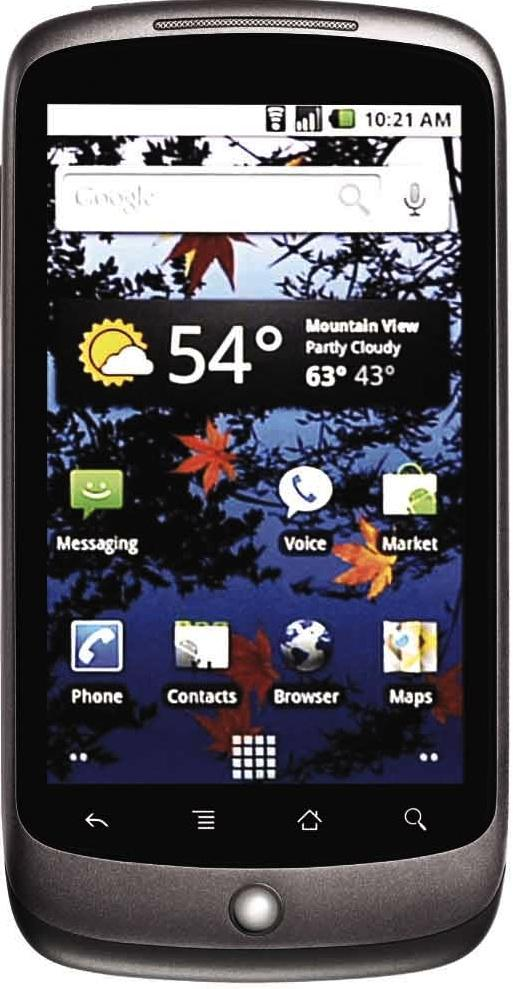 10:21 AM
Google
54°
Mountain View
Partly Cloudy
63° 43°
Messaging
Voice
Market
Phone
Contacts
Browser
Maps